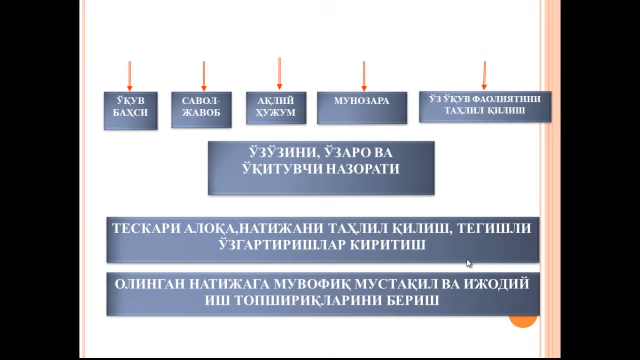 ЎҚУВ
БАҲСИ
САВОЛ-
ЖАВОБ
АҚЛИЙ
ҲУЖУМ
МУНОЗАРА
ЎЗ ЎҚУВ ФАОЛИЯТИНИ
ТАҲЛИЛ ҚИЛИШ
ЎЗЎЗИНИ, ЎЗАРО ВА
ЎҚИТУВЧИ НАЗОРАТИ
ТЕСКАРИ АЛОҚА,НАТИЖАНИ ТАҲЛИЛ ҚИЛИШ, ТЕГИШЛИ
ЎЗГАРТИРИШЛАР КИРИТИШ
ОЛИНГАН НАТИЖАГА МУВОФИҚ МУСТАҚИЛ ВА ИЖОДИЙ
ИШ ТОПШИРИҚЛАРИНИ БЕРИШ